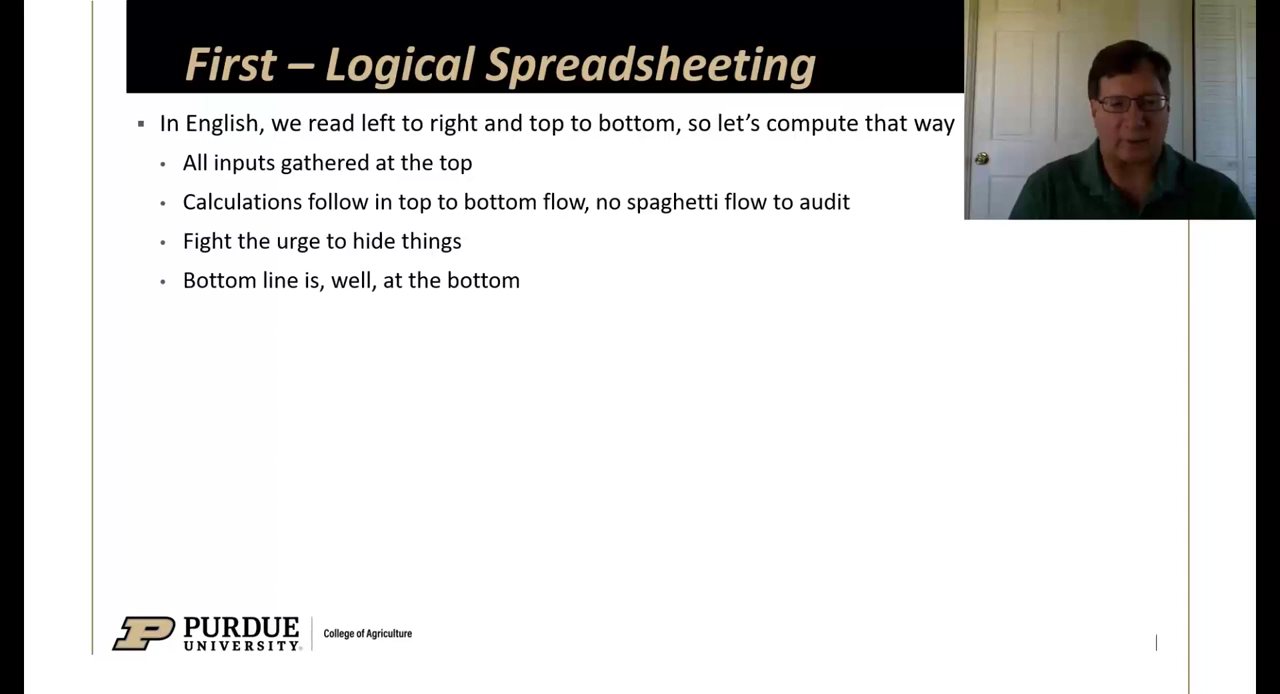 First – Logical Spreadsheeting
▪ In English, we read left to right and top to bottom, so let’s compute that way
• All inputs gathered at the top
• Calculations follow in top to bottom flow, no spaghetti flow to audit
• Fight the urge to hide things
• Bottom line is, well, at the bottom
PURDUE
UNIVERSITY®
College of Agriculture